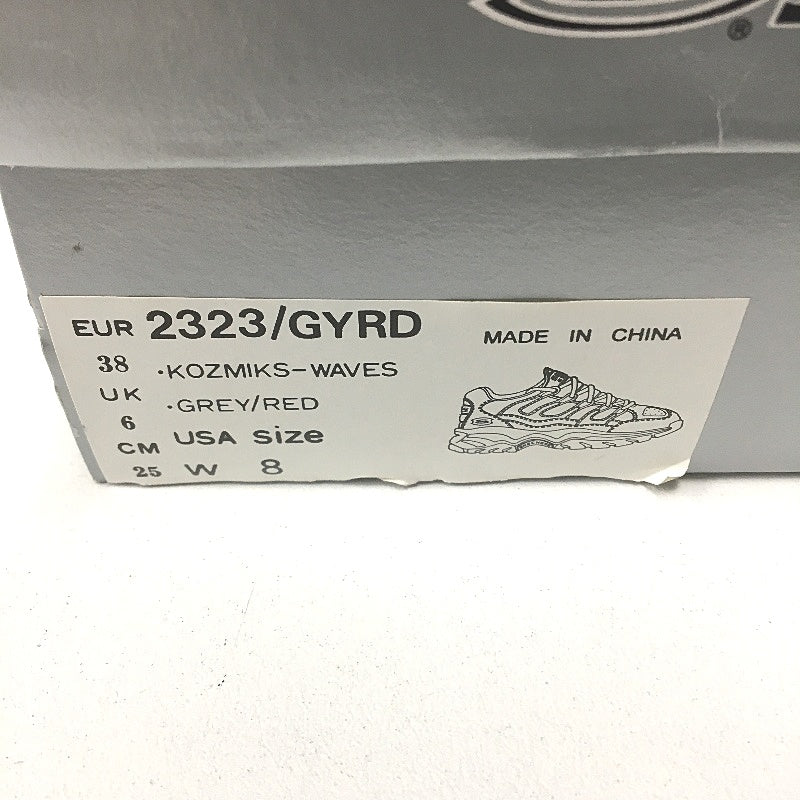 ®
EUR 2323/GYRD
MADE IN CHINA
38 ·KOZMIKS-WAVES
UK
6 ·GREY/RED
CM USA size
25 W 8